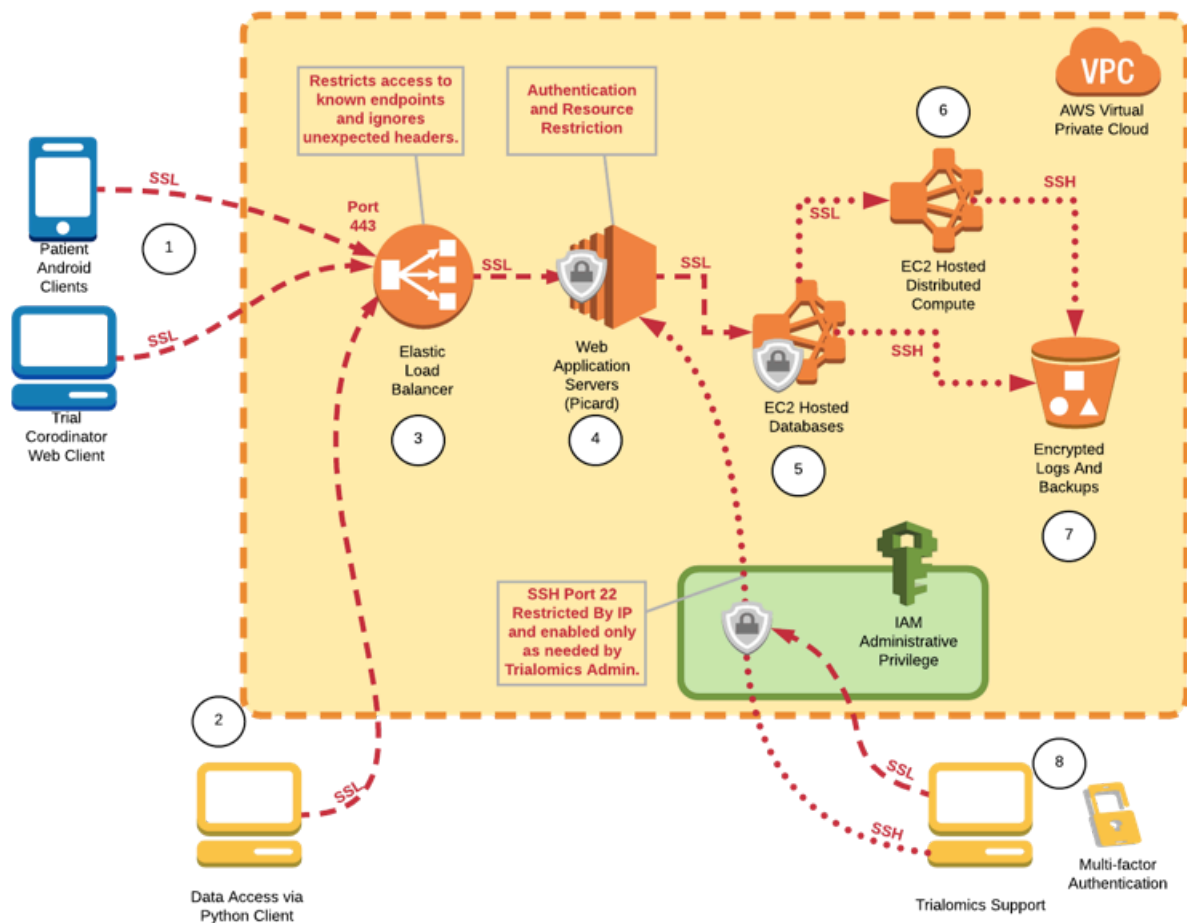 Restricts access to
known endpoints
and ignores
unexpected headers.
Authentication
and Resource
Restriction
6
VPC
AWS Virtual
Private Cloud
SSL
Port
443
1
Patient
Android
Clients
SSL
Trial
Corodinator
Web Client
SSL
Elastic
Load
Balancer
3
Web
Application
Servers
(Picard)
4
SSL
SSL
EC2 Hosted
Distributed
Compute
SSH
EC2 Hosted
Databases
5
SSH
Encrypted
Logs And
Backups
7
SSH Port 22
Restricted By IP
and enabled only
as needed by
Trialomics Admin.
IAM
Administrative
Privilege
2
SSL
Data Access via
Python Client
SSL
SSH
8
Trialomics Support
Multi-factor
Authentication